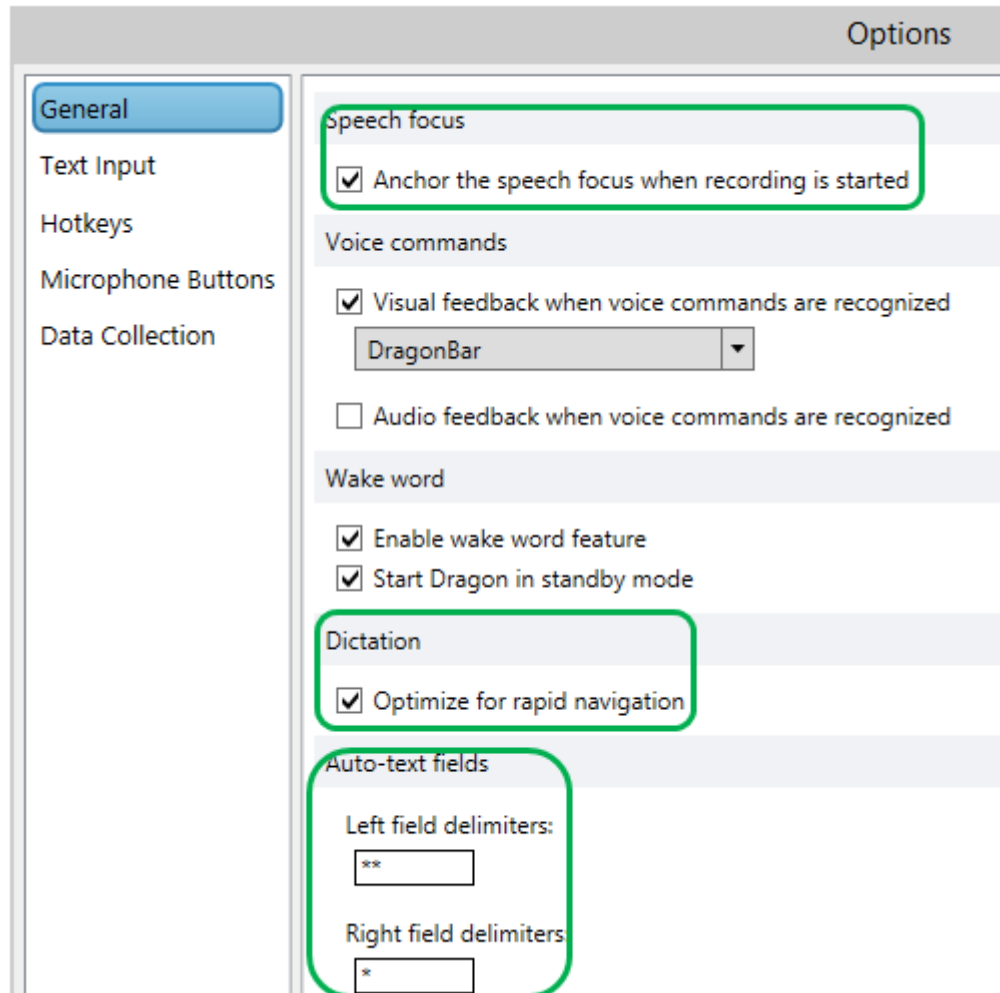 Options
General
Text Input
Hotkeys
Microphone Buttons
Data Collection
Speech focus
Anchor the speech focus when recording is started
Voice commands
Visual feedback when voice commands are recognized
DragonBar
Audio feedback when voice commands are recognized
Wake word
Enable wake word feature
Start Dragon in standby mode
Dictation
Optimize for rapid navigation
Auto-text fields
Left field delimiters:
**
Right field delimiters:
*